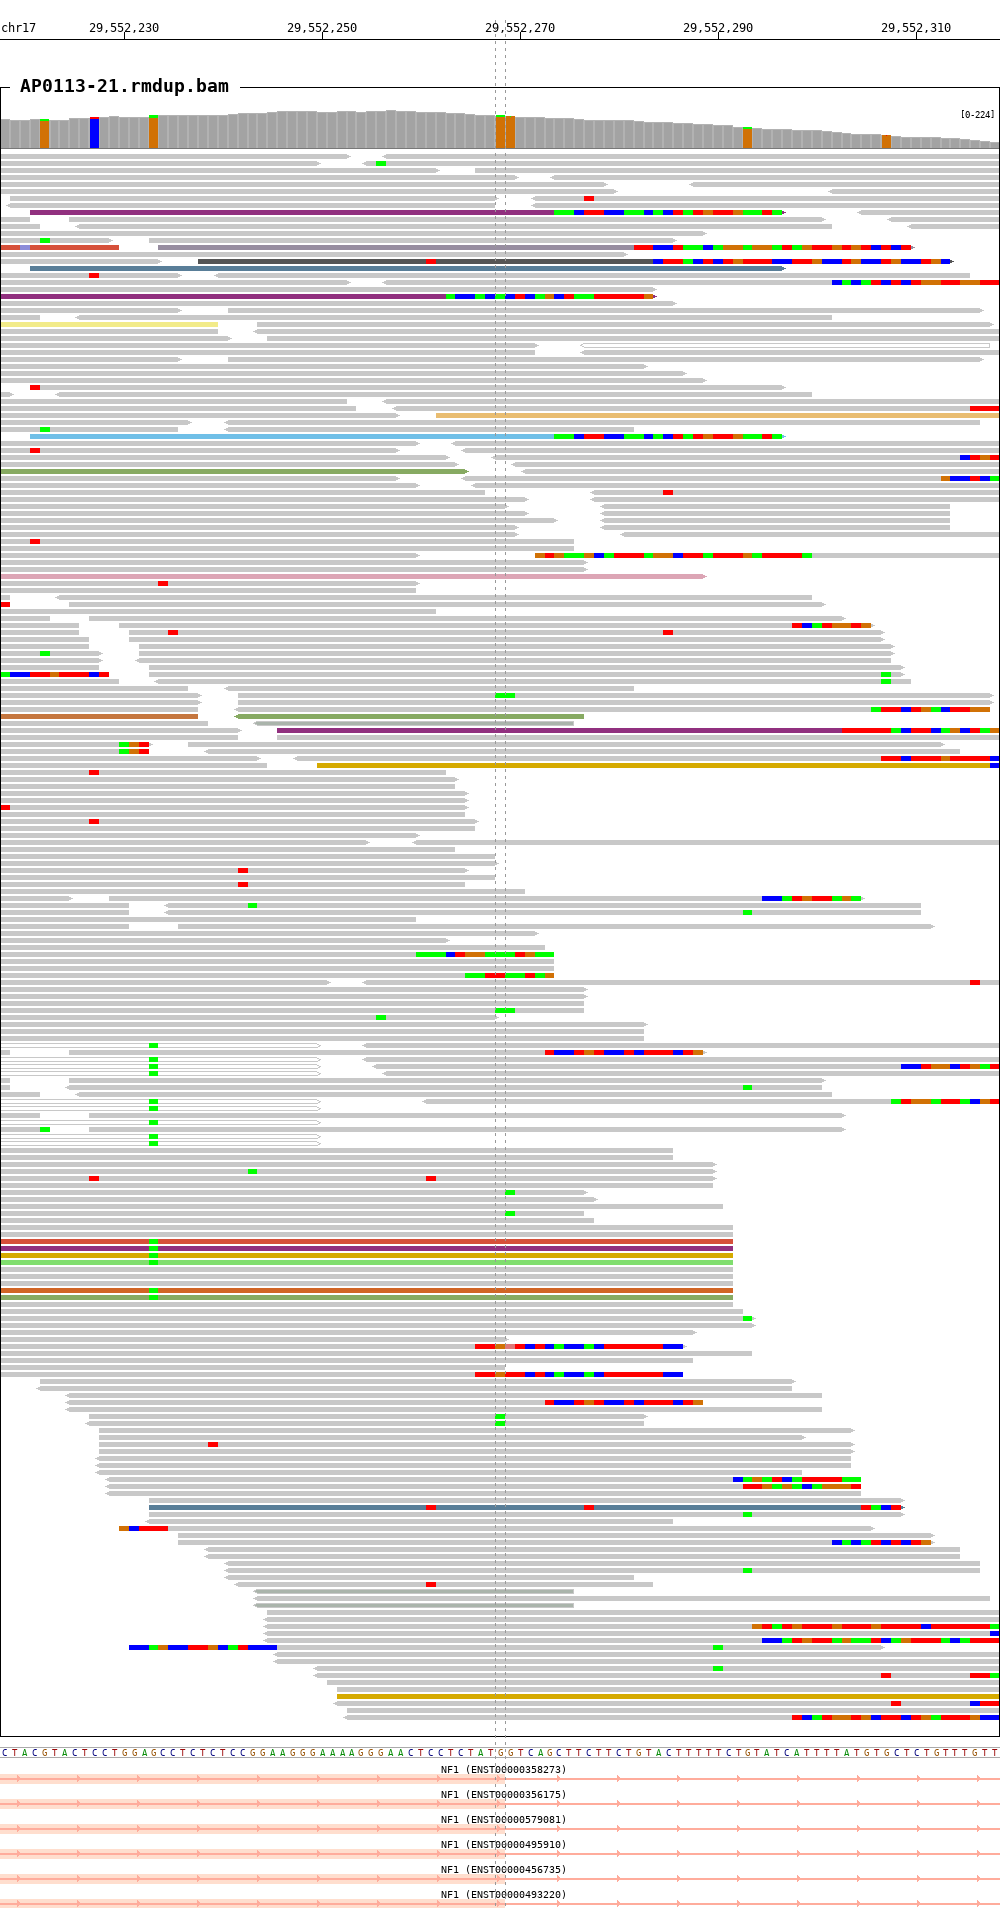 chr17 29,552,230 29,552,250 29,552,270 29,552,290 29,552,310
AP0113-21.rmdup.bam
[0-224]
CTACGTACTCCTGGAGCCTCTCTCCGGAAGGGAAAAGGGAACTCCTCTATGGTCAGCTTCTTCTGTACTTTTTCTGTATCATTTTATGTGCTCTGTTTGTT
NF1 (ENST00000358273)
NF1 (ENST00000356175)
NF1 (ENST00000579081)
NF1 (ENST00000495910)
NF1 (ENST00000456735)
NF1 (ENST00000493220)